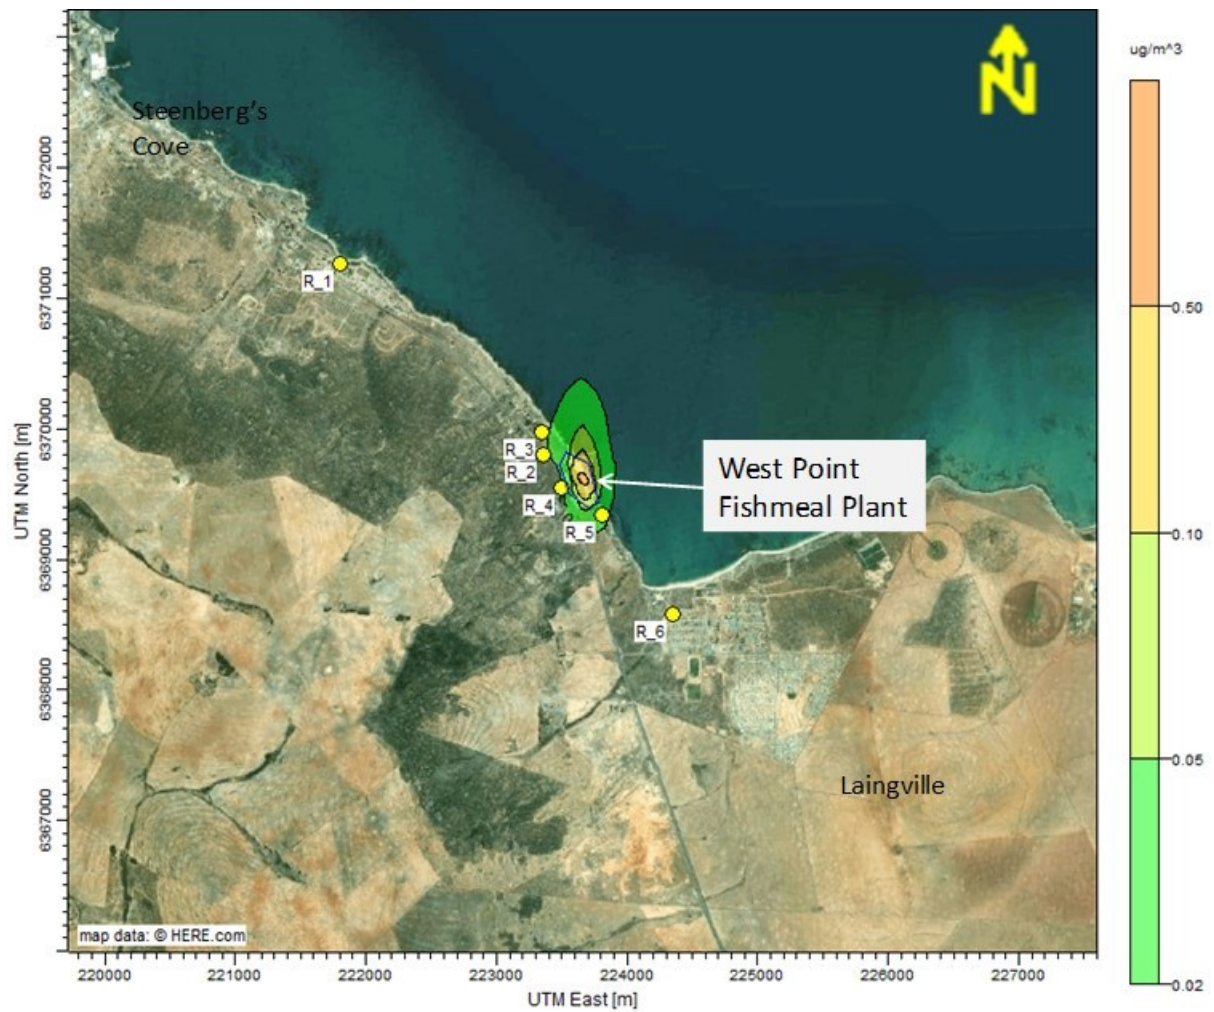 ug/m^3
N
Steenberg's
Cove
R_1
R_3
R_2
R_4
R_5
R_6
West Point
Fishmeal Plant
Laingville
0.50
0.10
0.05
0.02
UTM North [m]
6372000
6371000
6370000
6369000
6368000
6367000
map data: © HERE.com
220000 221000 222000 223000 224000 225000 226000 227000
UTM East [m]